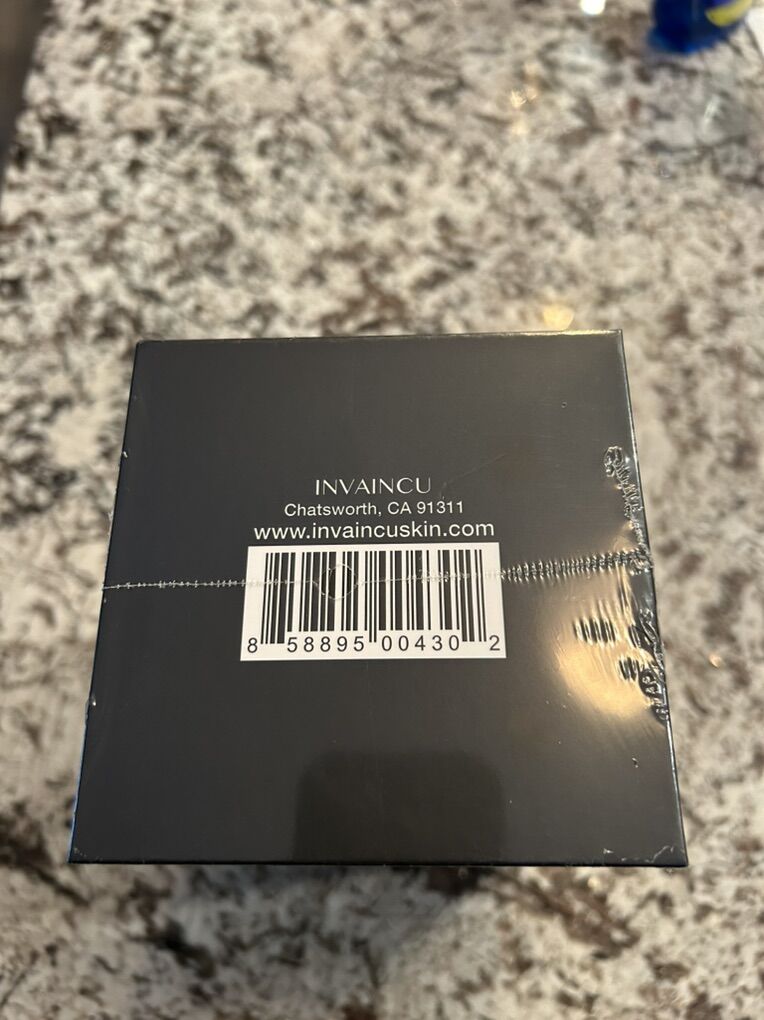 INVAINCU
Chatsworth, CA 91311
www.invaincuskin.com
8 58895 00430 2